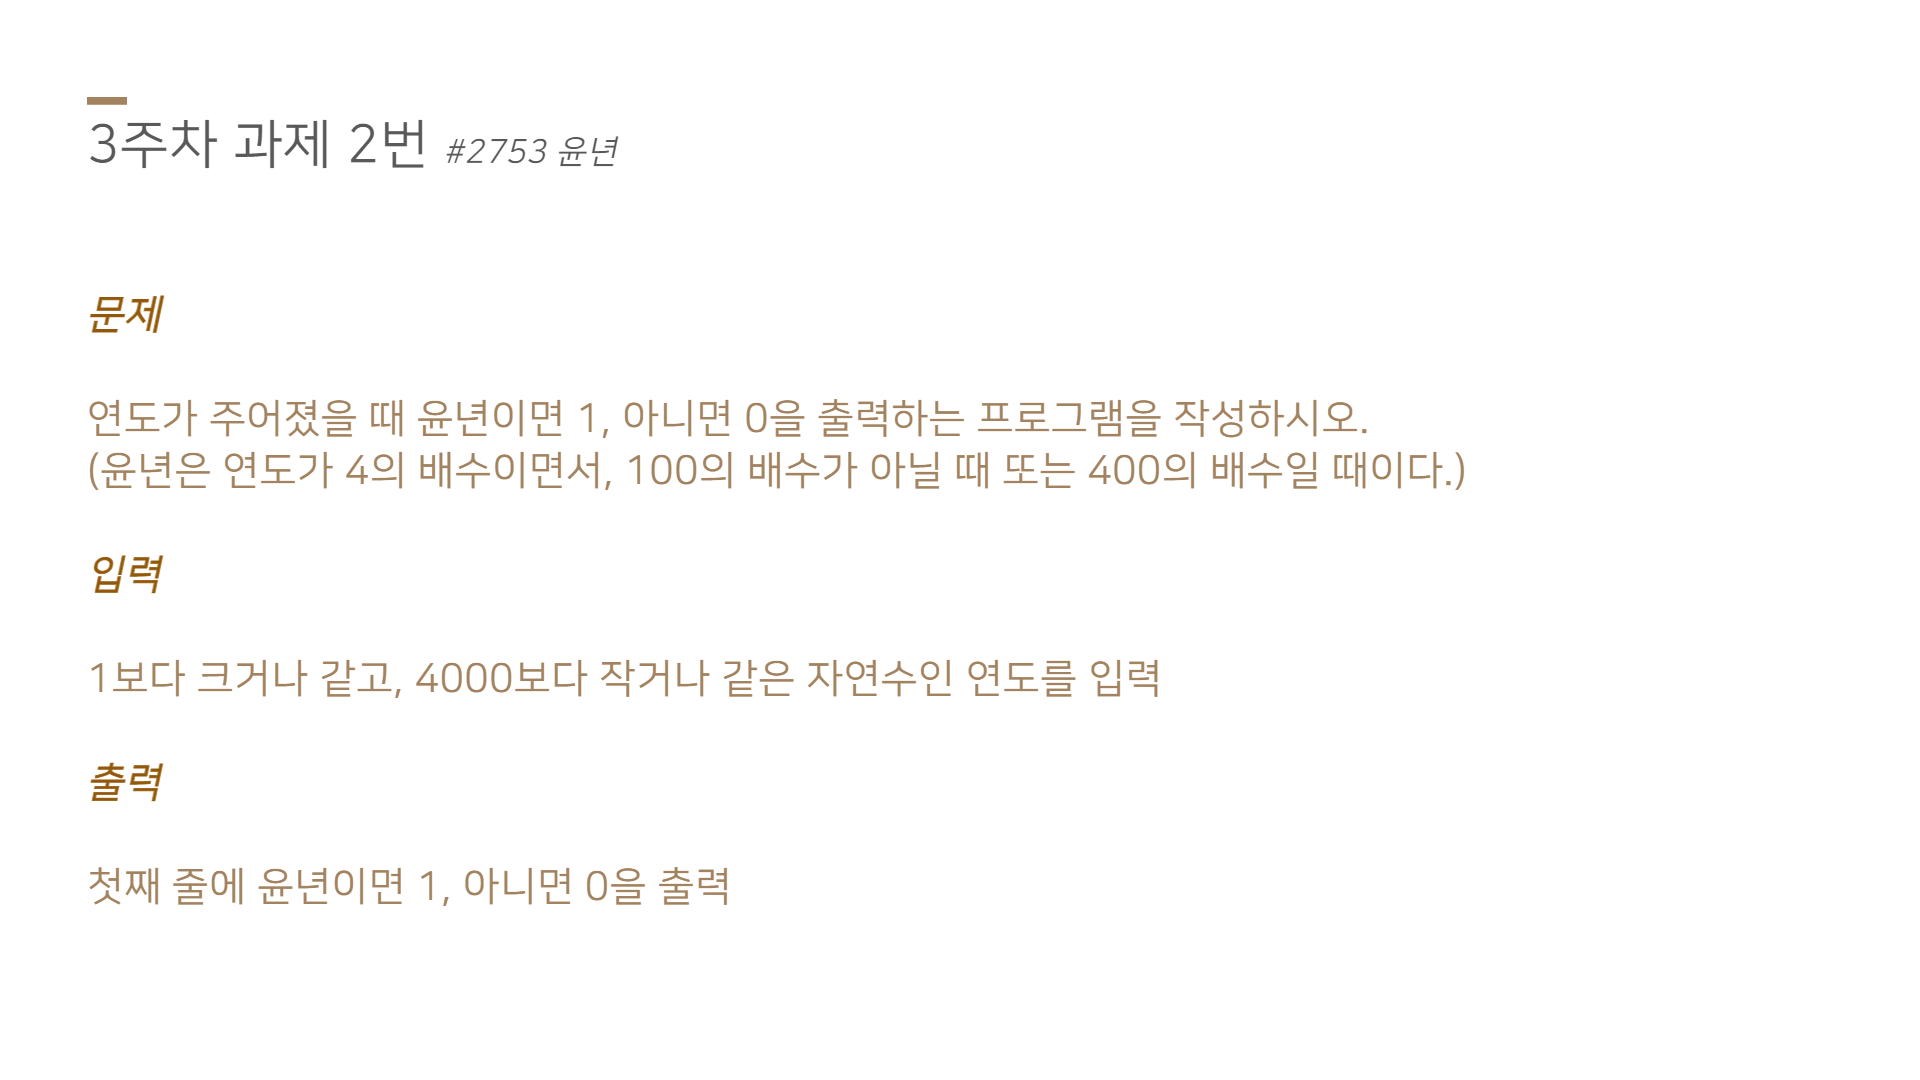 3주차 과제 2번 #2753 윤년
문제
연도가 주어졌을 때 윤년이면 1, 아니면 0을 출력하는 프로그램을 작성하시오.
(윤년은 연도가 4의 배수이면서, 100의 배수가 아닐 때 또는 400의 배수일 때이다.)
입력
1보다 크거나 같고, 4000보다 작거나 같은 자연수인 연도를 입력
출력
첫째 줄에 윤년이면 1, 아니면 0을 출력